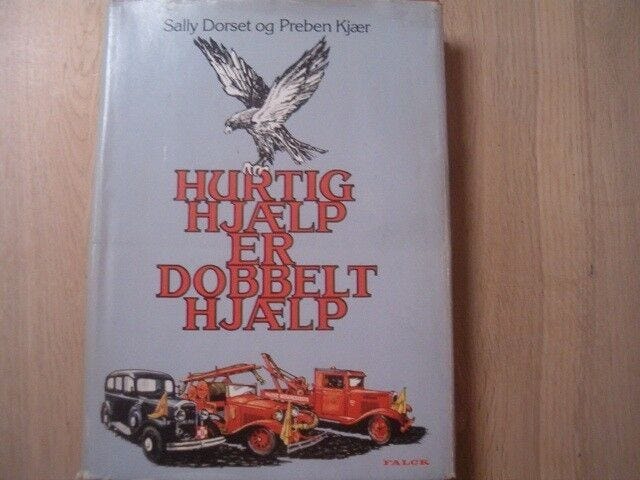 Sally Dorset og Preben Kjær
HURTIG
HJÆLP
ER
DOBBELT
HJÆLP
FALCK